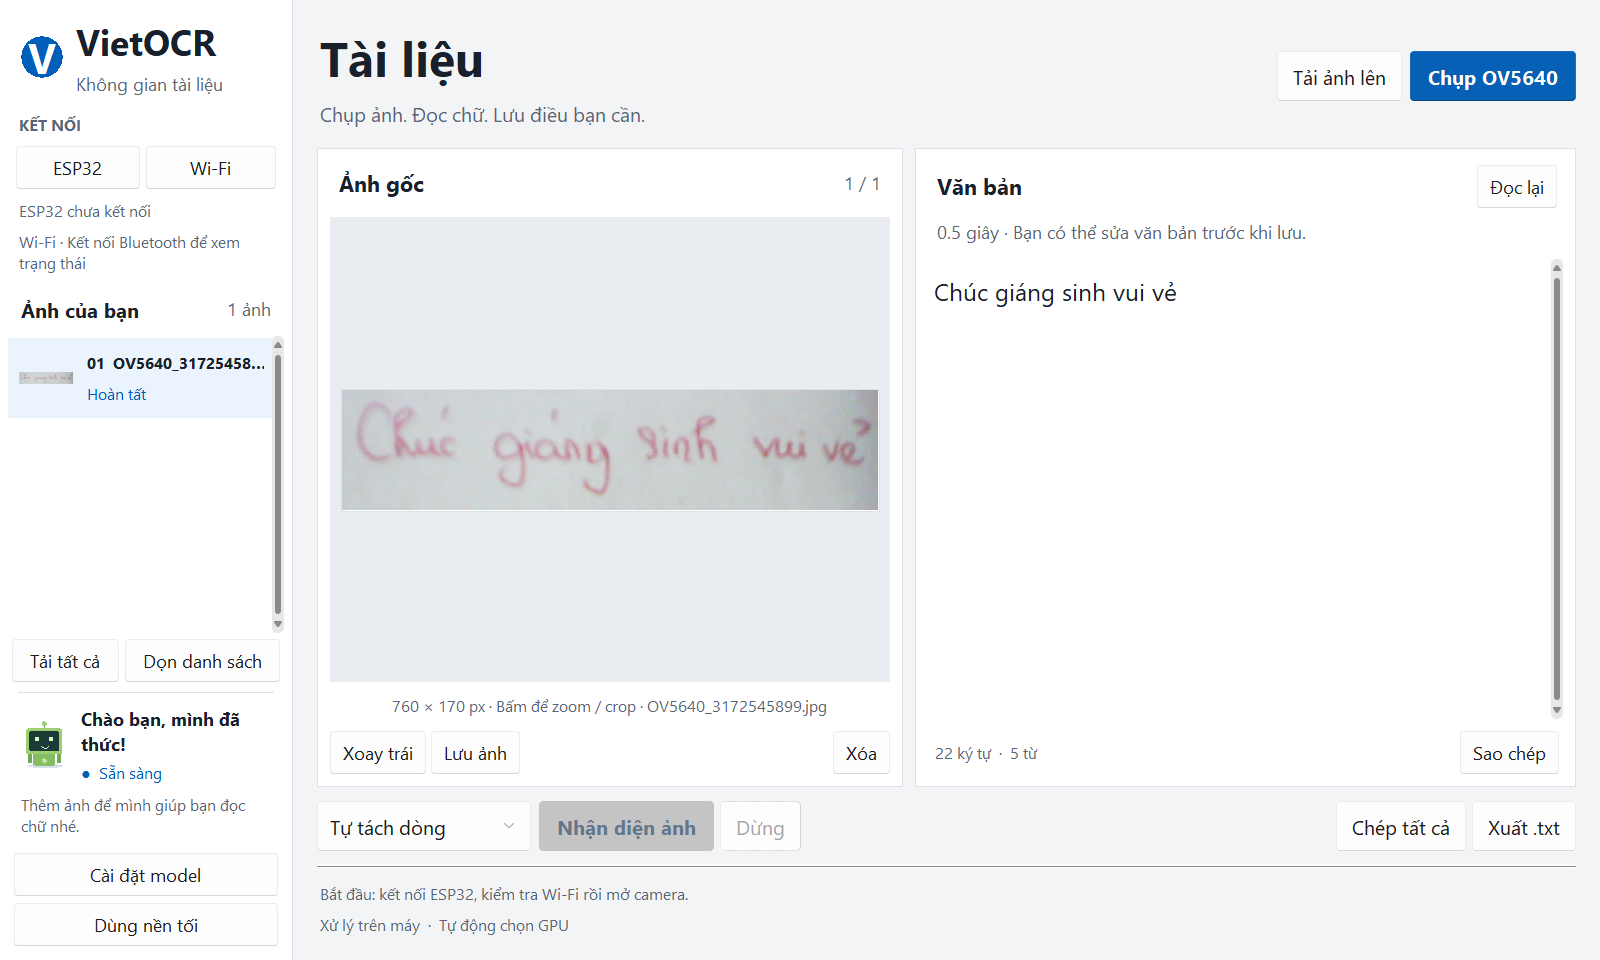 VietOCR
Không gian tài liệu
KẾT NỐI
ESP32
Wi-Fi
ESP32 chưa kết nối
Wi-Fi · Kết nối Bluetooth để xem
trạng thái
Ảnh của bạn
1 ảnh
01 OV5640_31725458...
Hoàn tất
Tải tất cả
Dọn danh sách
Chào bạn, mình đã
thức!
● Sẵn sàng
Thêm ảnh để mình giúp bạn đọc
chữ nhé.
Cài đặt model
Dùng nền tối
Tài liệu
Chụp ảnh. Đọc chữ. Lưu điều bạn cần.
Tải ảnh lên
Chụp OV5640
Ảnh gốc
1 / 1
Chúc giáng sinh vui vẻ
760 × 170 px · Bấm để zoom / crop · OV5640_3172545899.jpg
Xoay trái
Lưu ảnh
Xóa
Văn bản
Đọc lại
0.5 giây · Bạn có thể sửa văn bản trước khi lưu.
Chúc giáng sinh vui vẻ
22 ký tự · 5 từ
Sao chép
Tự tách dòng
Nhận diện ảnh
Dừng
Chép tất cả
Xuất .txt
Bắt đầu: kết nối ESP32, kiểm tra Wi-Fi rồi mở camera.
Xử lý trên máy · Tự động chọn GPU